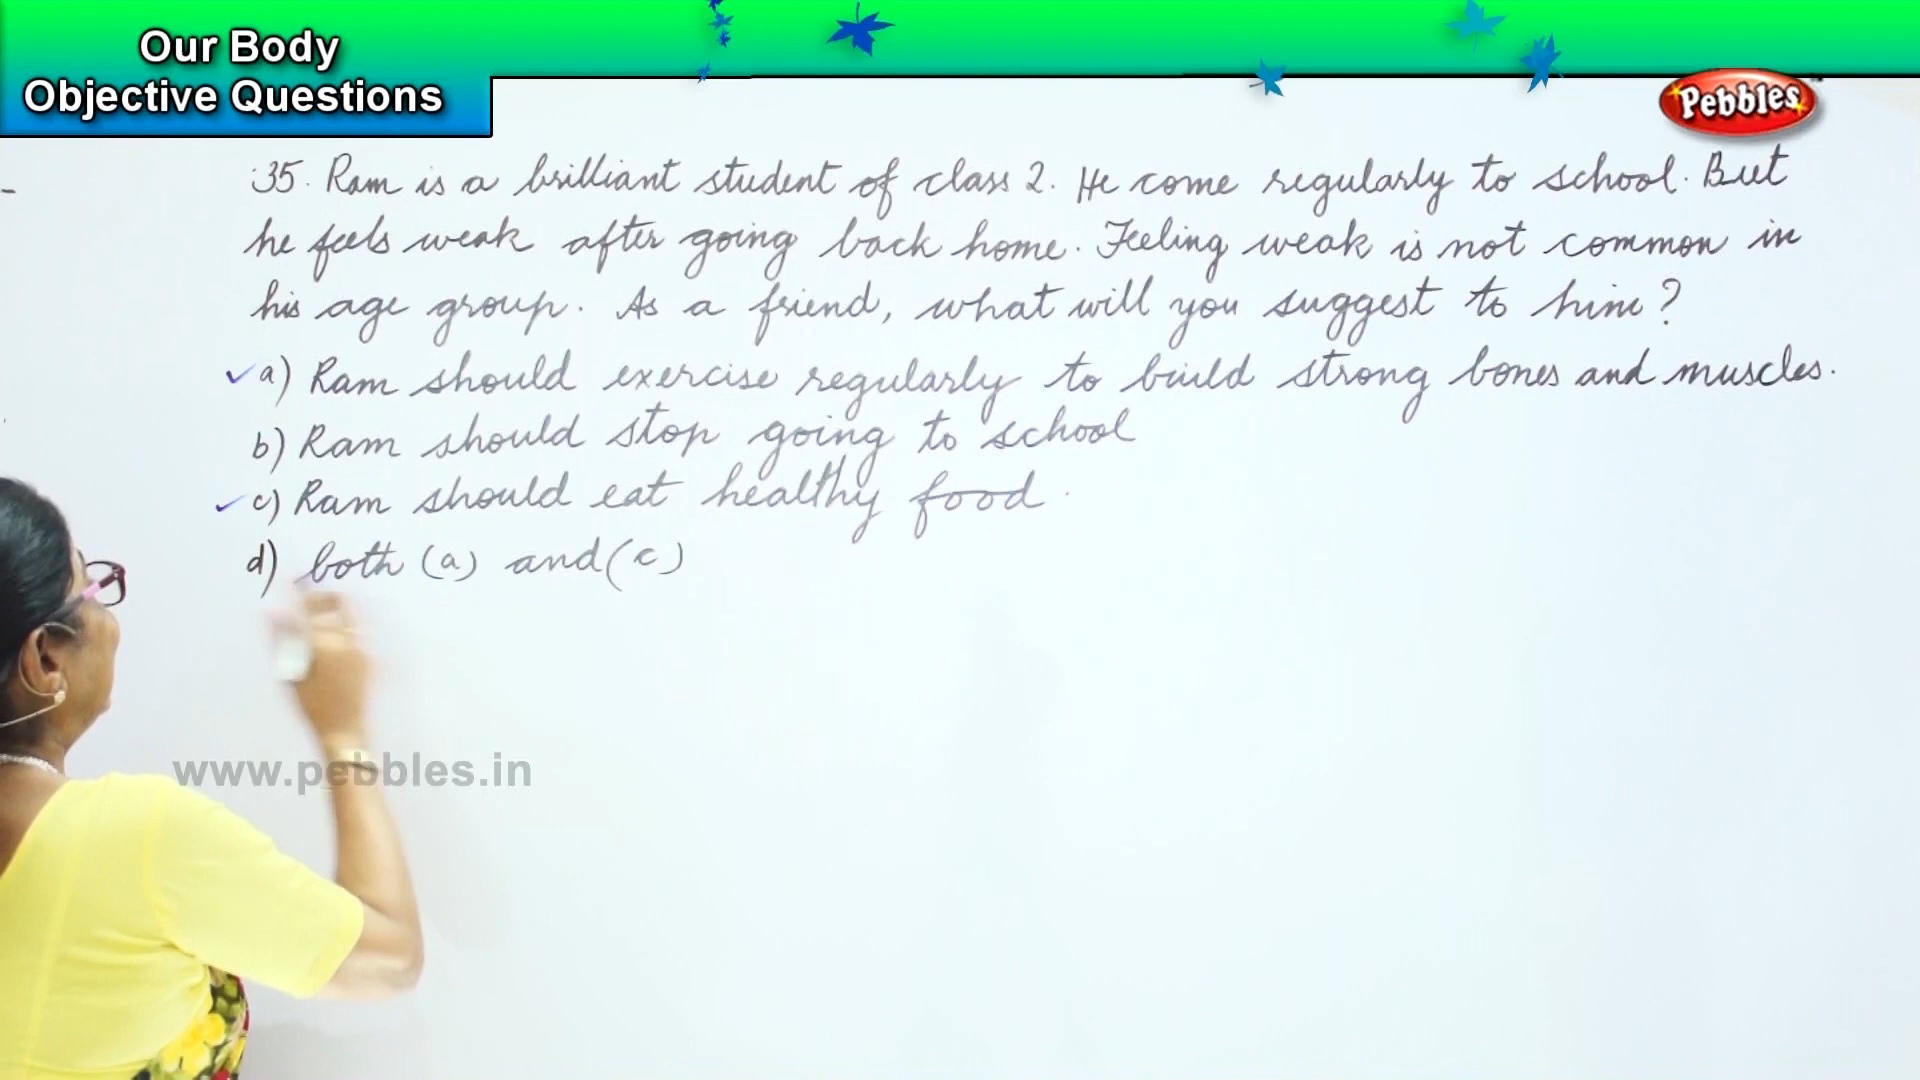 Our Body
Objective Questions
Pebbles
35. Ram is a brilliant student of class 2. He come regularly to school. But
he feels weak after going back home. Feeling weak is not common in
his age group. As a friend, what will you suggest to him?
a) Ram should exercise regularly to build strong bones and muscles.
b) Ram should stop going to school
c) Ram should eat healthy food.
d) both (a) and (c)
www.pebbles.in